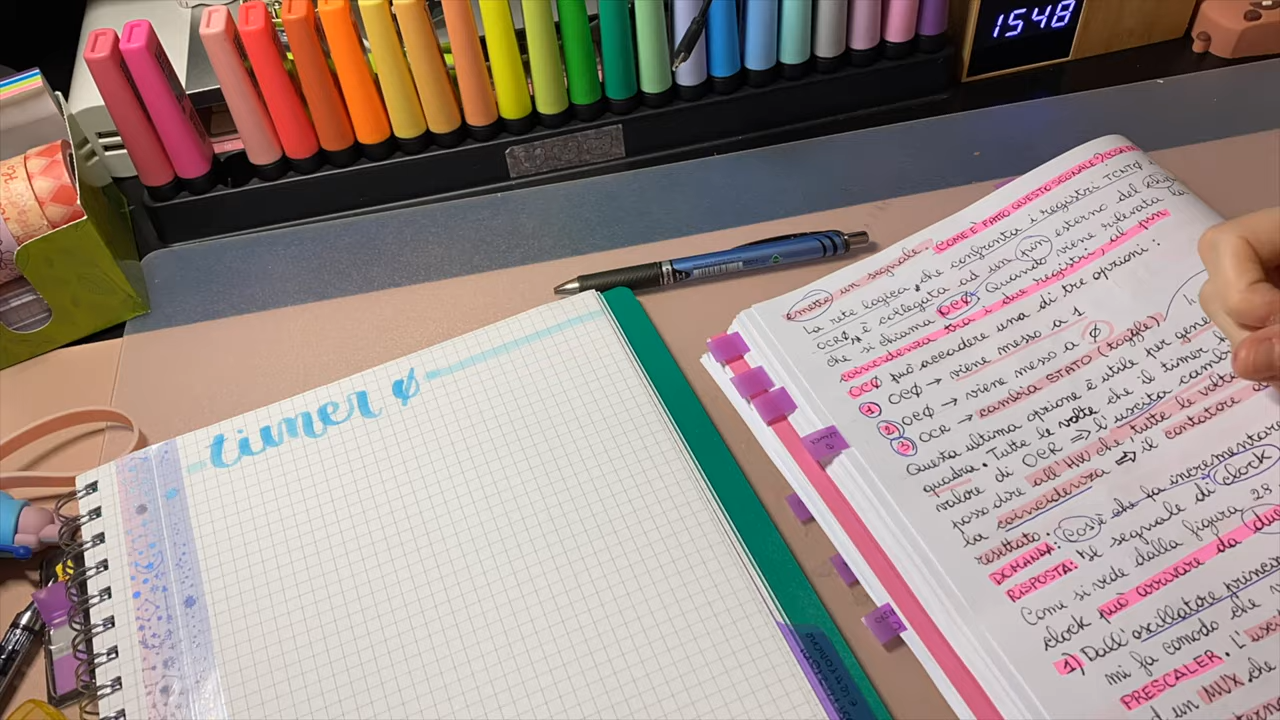 1548
timer Ø
COME È FATTO QUESTO SEGNALE?
emette un segnale.
La rete logica, che confronta i registri TCNTØ
OCRØ, è collegata ad un pin esterno del
che si chiama OCØ. Quando viene rilevata la
coincidenza tra i due registri, al pin
OCØ può accadere una di tre opzioni:
1 OCØ → viene messo a 1
2 OCØ → viene messo a Ø
3 OCR → cambia STATO (toggle)
Questa ultima opzione è utile per
quadra. Tutte le volte che il timer
valore di OCR ⇒ l'uscita
posso dire all'HW che tutte le volte
la coincidenza ⇒ il contatore
resettato. Cos'è che fa incrementare
DOMANDA: Il segnale di clock
RISPOSTA:
Come si vede dalla figura 28
clock può arrivare da due
1) Dall'oscillatore
mi fa comodo che
PRESCALER. L'
ad un MUX che